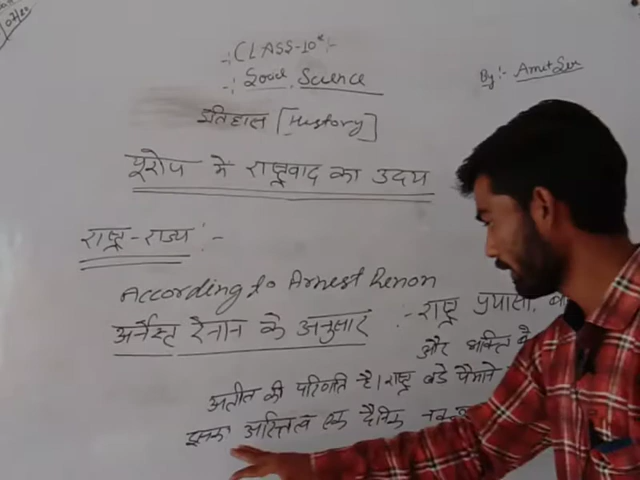 :- CLASS-10th :-
:- Social Science
By:- Amit Sir
इतिहास [History]
यूरोप में राष्ट्रवाद का उदय
राष्ट्र-राज्य :-
According to Arnest Renon
अर्नेस्ट रैनान के अनुसार :- राष्ट्र प्रयासों,
और भक्ति
अतीत की परिणति है। राष्ट्र बडे पैमाने
इसका अस्तित्व एक दैनिक